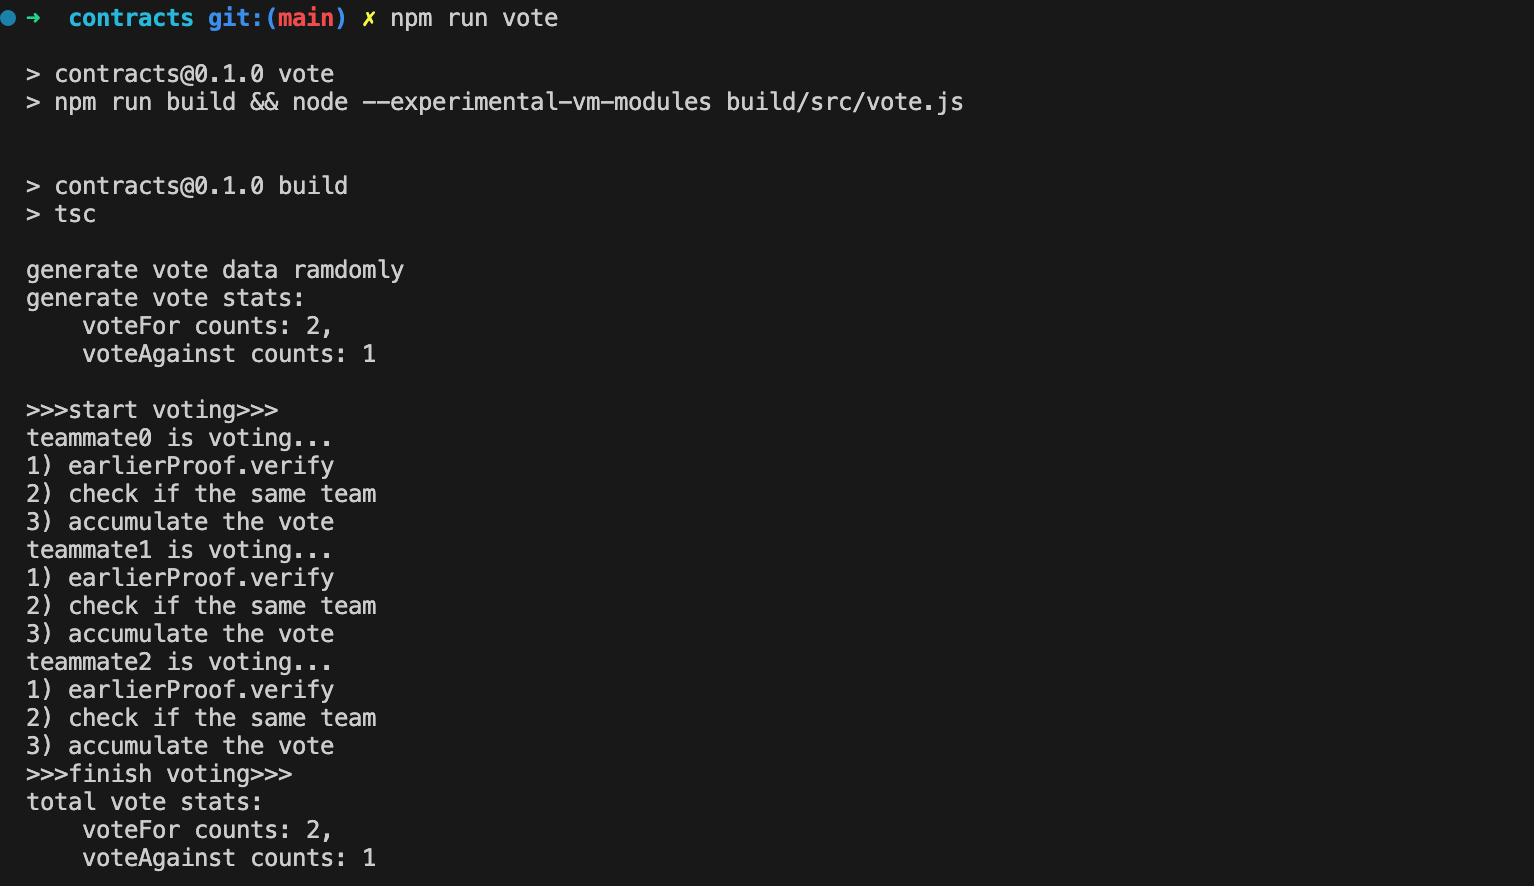 ➜ contracts git:(main) ✗ npm run vote
> contracts@0.1.0 vote
> npm run build && node --experimental-vm-modules build/src/vote.js
> contracts@0.1.0 build
> tsc
generate vote data ramdomly
generate vote stats:
voteFor counts: 2,
voteAgainst counts: 1
>>>start voting>>>
teammate0 is voting...
1) earlierProof.verify
2) check if the same team
3) accumulate the vote
teammate1 is voting...
1) earlierProof.verify
2) check if the same team
3) accumulate the vote
teammate2 is voting...
1) earlierProof.verify
2) check if the same team
3) accumulate the vote
>>>finish voting>>>
total vote stats:
voteFor counts: 2,
voteAgainst counts: 1